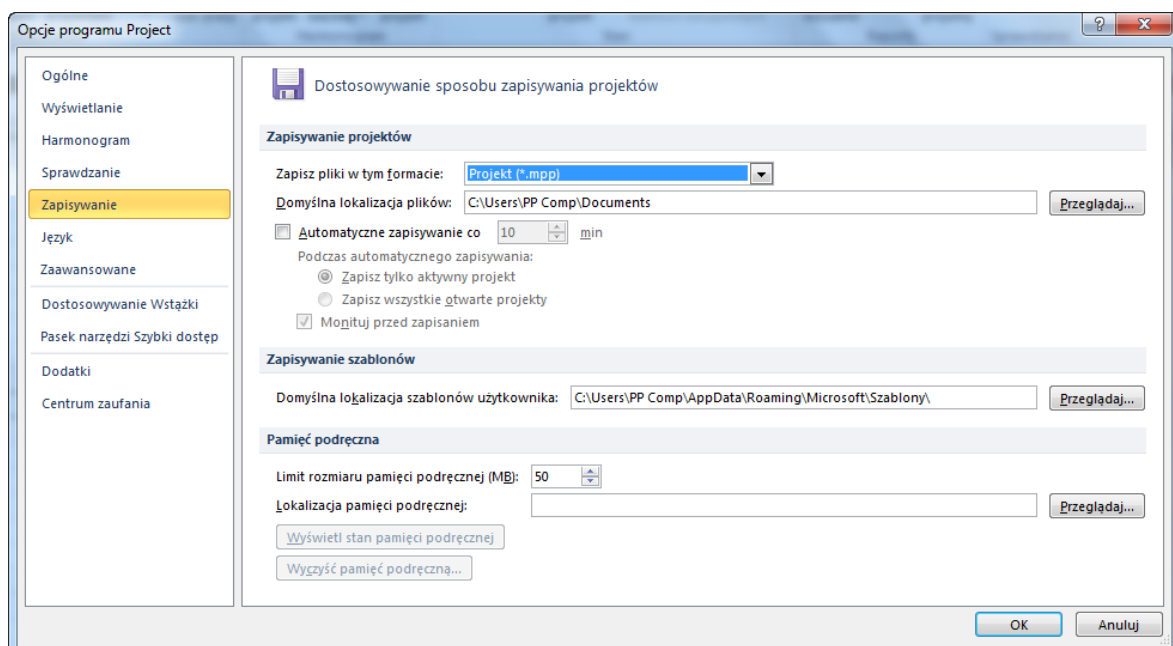 Opcje programu Project
Ogólne
Wyświetlanie
Harmonogram
Sprawdzanie
Zapisywanie
Język
Zaawansowane
Dostosowywanie Wstążki
Pasek narzędzi Szybki dostęp
Dodatki
Centrum zaufania
Dostosowywanie sposobu zapisywania projektów
Zapisywanie projektów
Zapisz pliki w tym formacie: Projekt (*.mpp)
Domyślna lokalizacja plików: C:\Users\PP Comp\Documents Przeglądaj...
Automatyczne zapisywanie co 10 min
Podczas automatycznego zapisywania:
Zapisz tylko aktywny projekt
Zapisz wszystkie otwarte projekty
Monituj przed zapisaniem
Zapisywanie szablonów
Domyślna lokalizacja szablonów użytkownika: C:\Users\PP Comp\AppData\Roaming\Microsoft\Szablony\ Przeglądaj...
Pamięć podręczna
Limit rozmiaru pamięci podręcznej (MB): 50
Lokalizacja pamięci podręcznej: Przeglądaj...
Wyświetl stan pamięci podręcznej
Wyczyść pamięć podręczną...
OK Anuluj